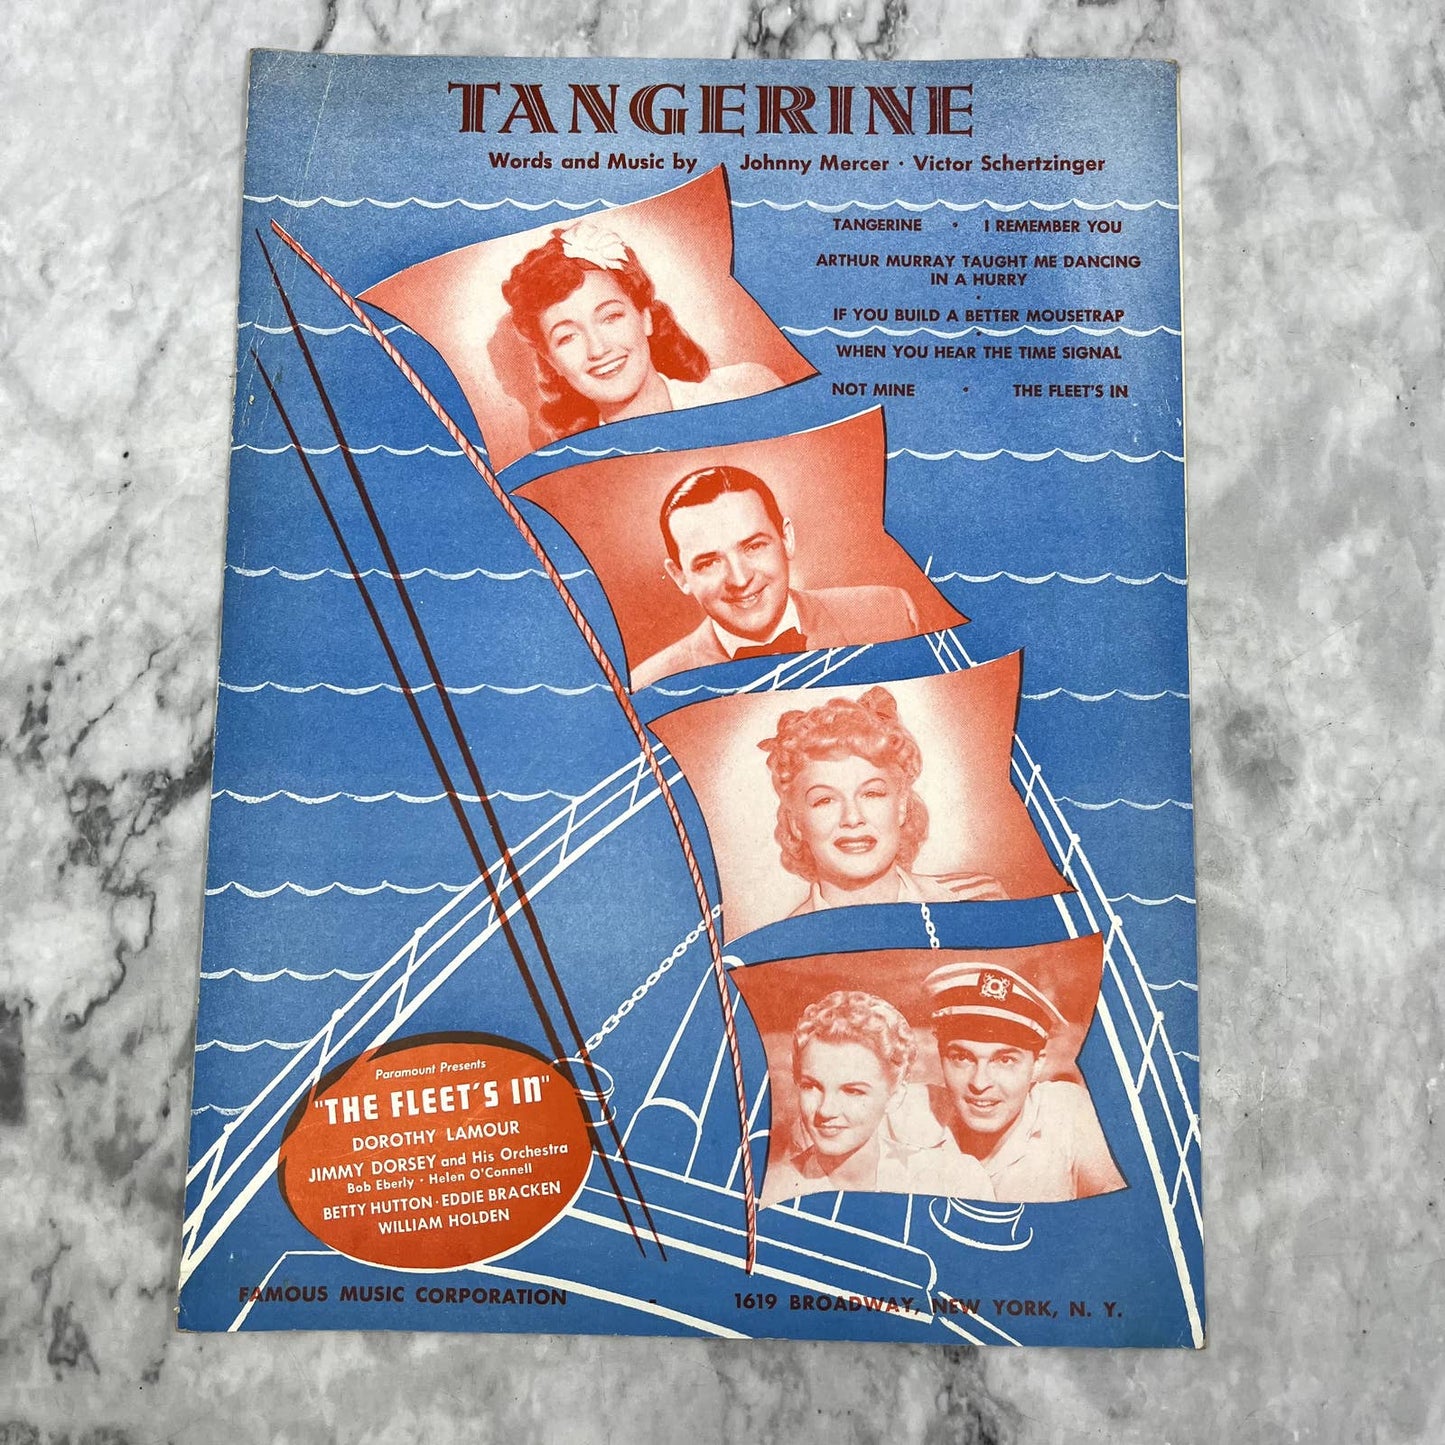 TANGERINE
Words and Music by Johnny Mercer · Victor Schertzinger
TANGERINE • I REMEMBER YOU
ARTHUR MURRAY TAUGHT ME DANCING
IN A HURRY
•
IF YOU BUILD A BETTER MOUSETRAP
•
WHEN YOU HEAR THE TIME SIGNAL
NOT MINE • THE FLEET'S IN
Paramount Presents
"THE FLEET'S IN"
DOROTHY LAMOUR
JIMMY DORSEY and His Orchestra
Bob Eberly · Helen O'Connell
BETTY HUTTON · EDDIE BRACKEN
WILLIAM HOLDEN
FAMOUS MUSIC CORPORATION - 1619 BROADWAY, NEW YORK, N. Y.